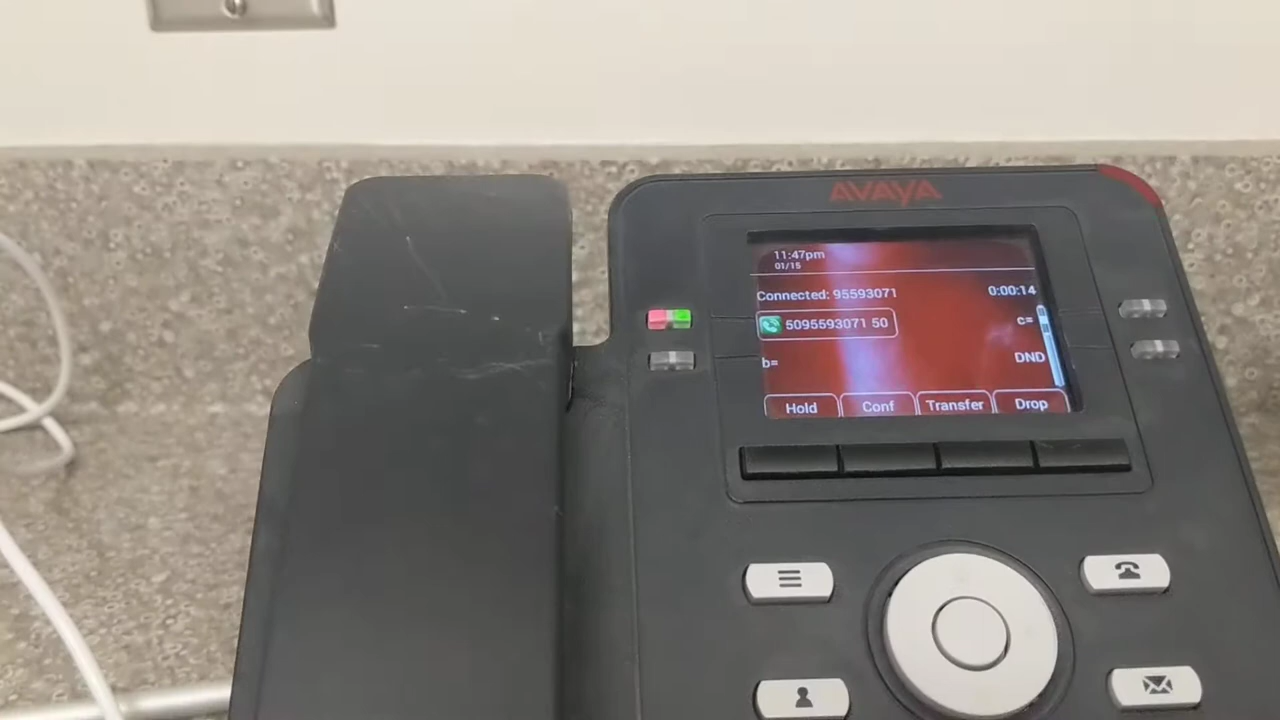 AVAYA
11:47pm
01/15
Connected: 95593071
0:00:14
5095593071 50
c=
b=
DND
Hold
Conf
Transfer
Drop